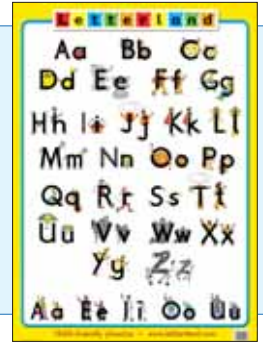 Letterland
Aa Bb Cc
Dd Ee Ff Gg
Hh Ii Jj Kk Ll
Mm Nn Oo Pp
Qq Rr Ss Tt
Uu Vv Ww Xx
Yy Zz
Aa Ee Ii Oo Uu